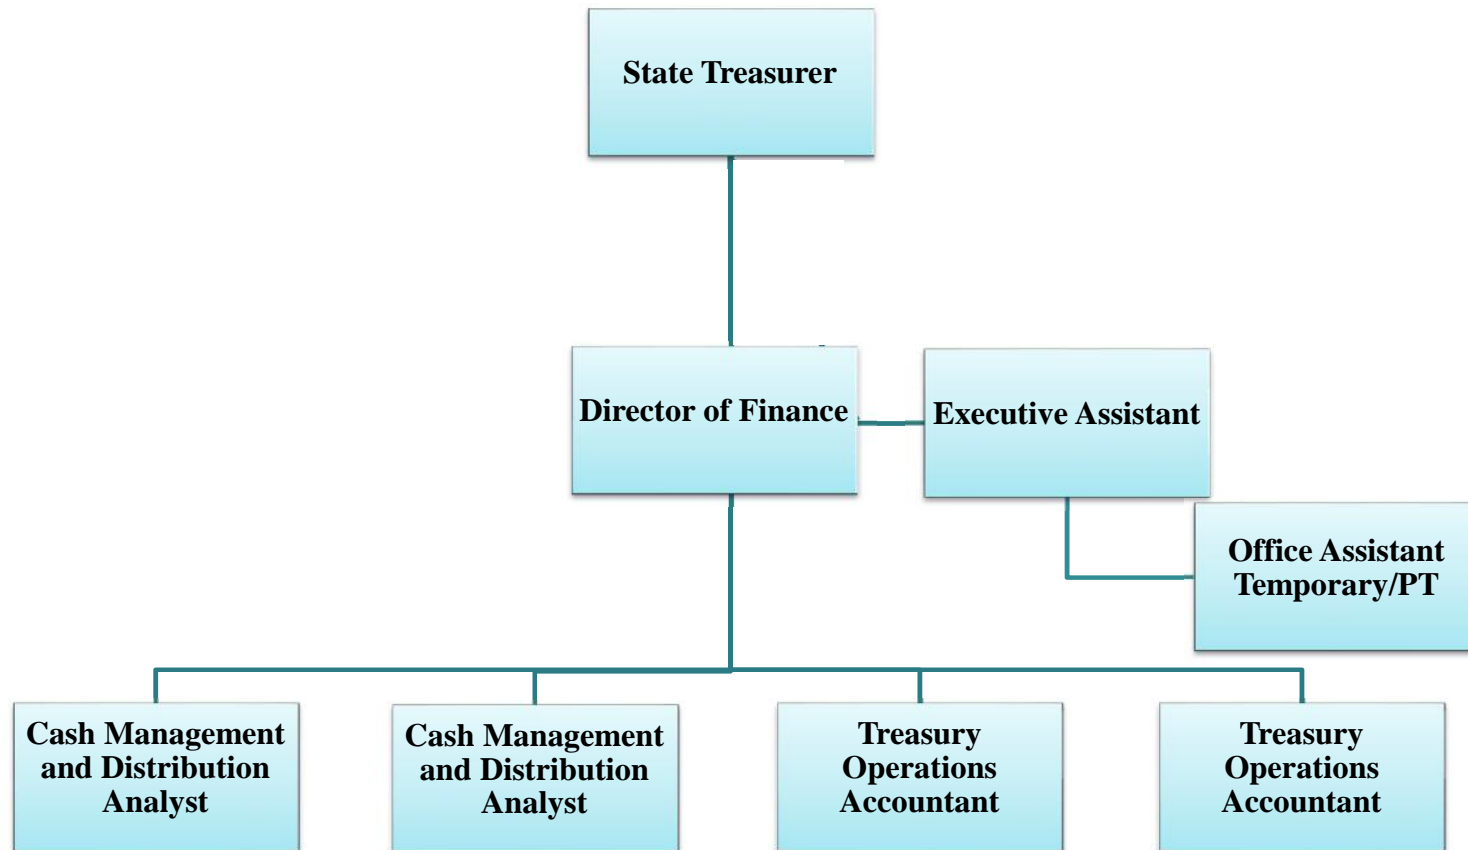 State Treasurer
Director of Finance
Executive Assistant
Office Assistant
Temporary/PT
Cash Management
and Distribution
Analyst
Cash Management
and Distribution
Analyst
Treasury
Operations
Accountant
Treasury
Operations
Accountant